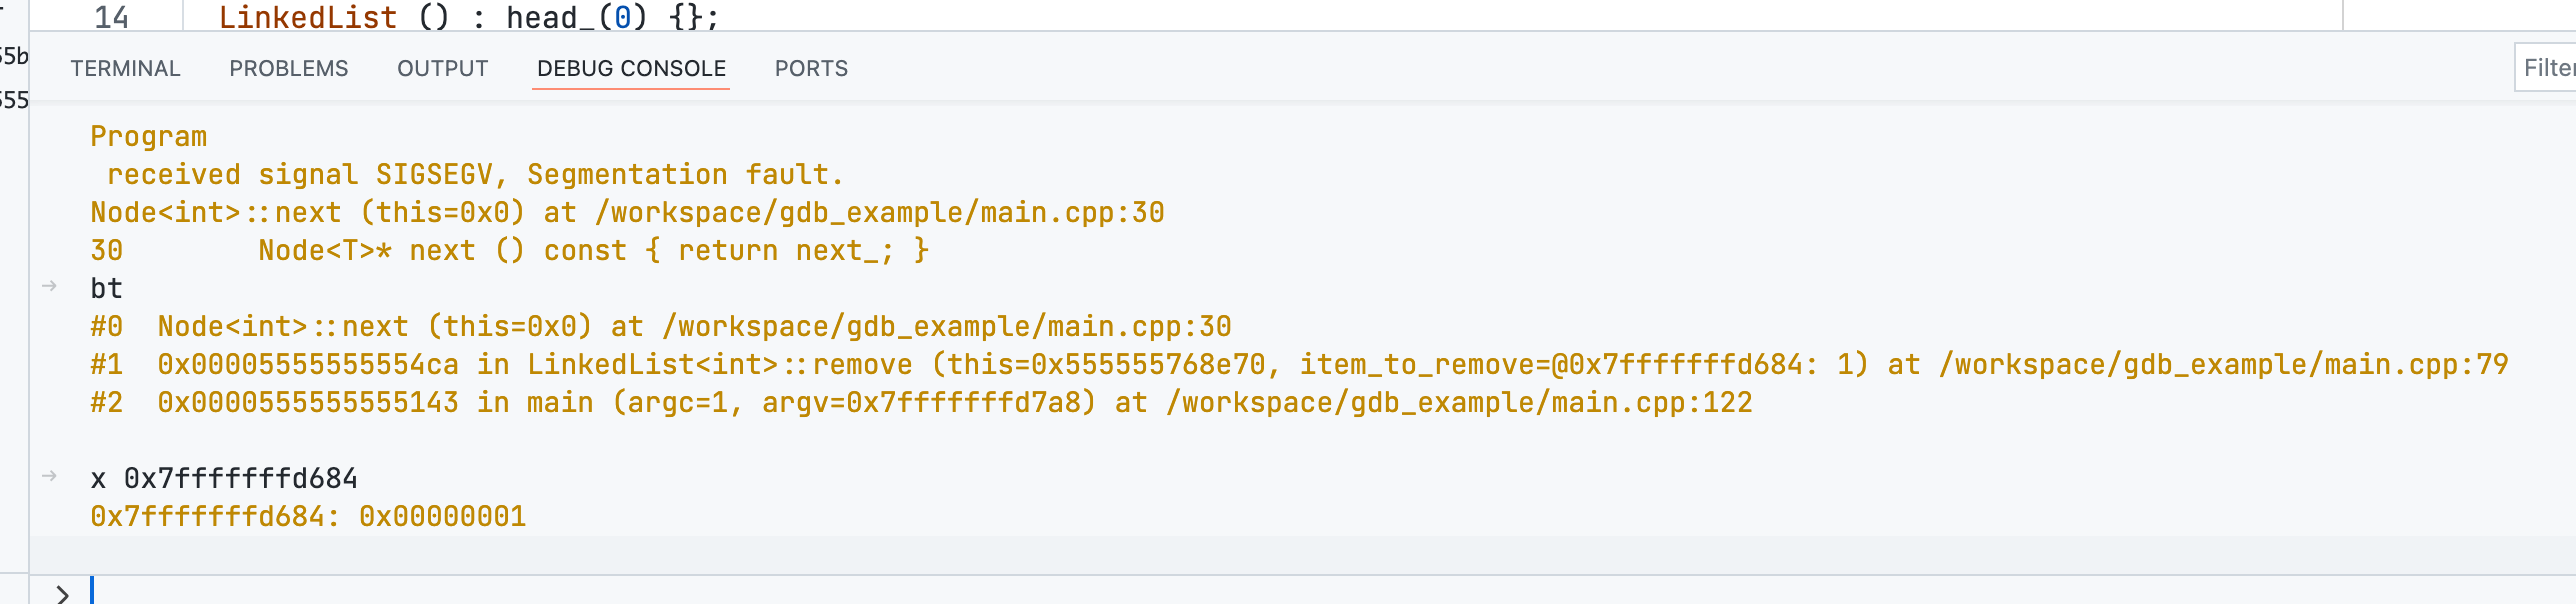 14 LinkedList () : head_(0) {};
55b
TERMINAL PROBLEMS OUTPUT DEBUG CONSOLE PORTS Filter
555
Program
received signal SIGSEGV, Segmentation fault.
Node<int>::next (this=0x0) at /workspace/gdb_example/main.cpp:30
30 Node<T>* next () const { return next_; }
→ bt
#0 Node<int>::next (this=0x0) at /workspace/gdb_example/main.cpp:30
#1 0x00005555555554ca in LinkedList<int>::remove (this=0x555555768e70, item_to_remove=@0x7fffffffd684: 1) at /workspace/gdb_example/main.cpp:79
#2 0x0000555555555143 in main (argc=1, argv=0x7fffffffd7a8) at /workspace/gdb_example/main.cpp:122
→ x 0x7fffffffd684
0x7fffffffd684: 0x00000001
>